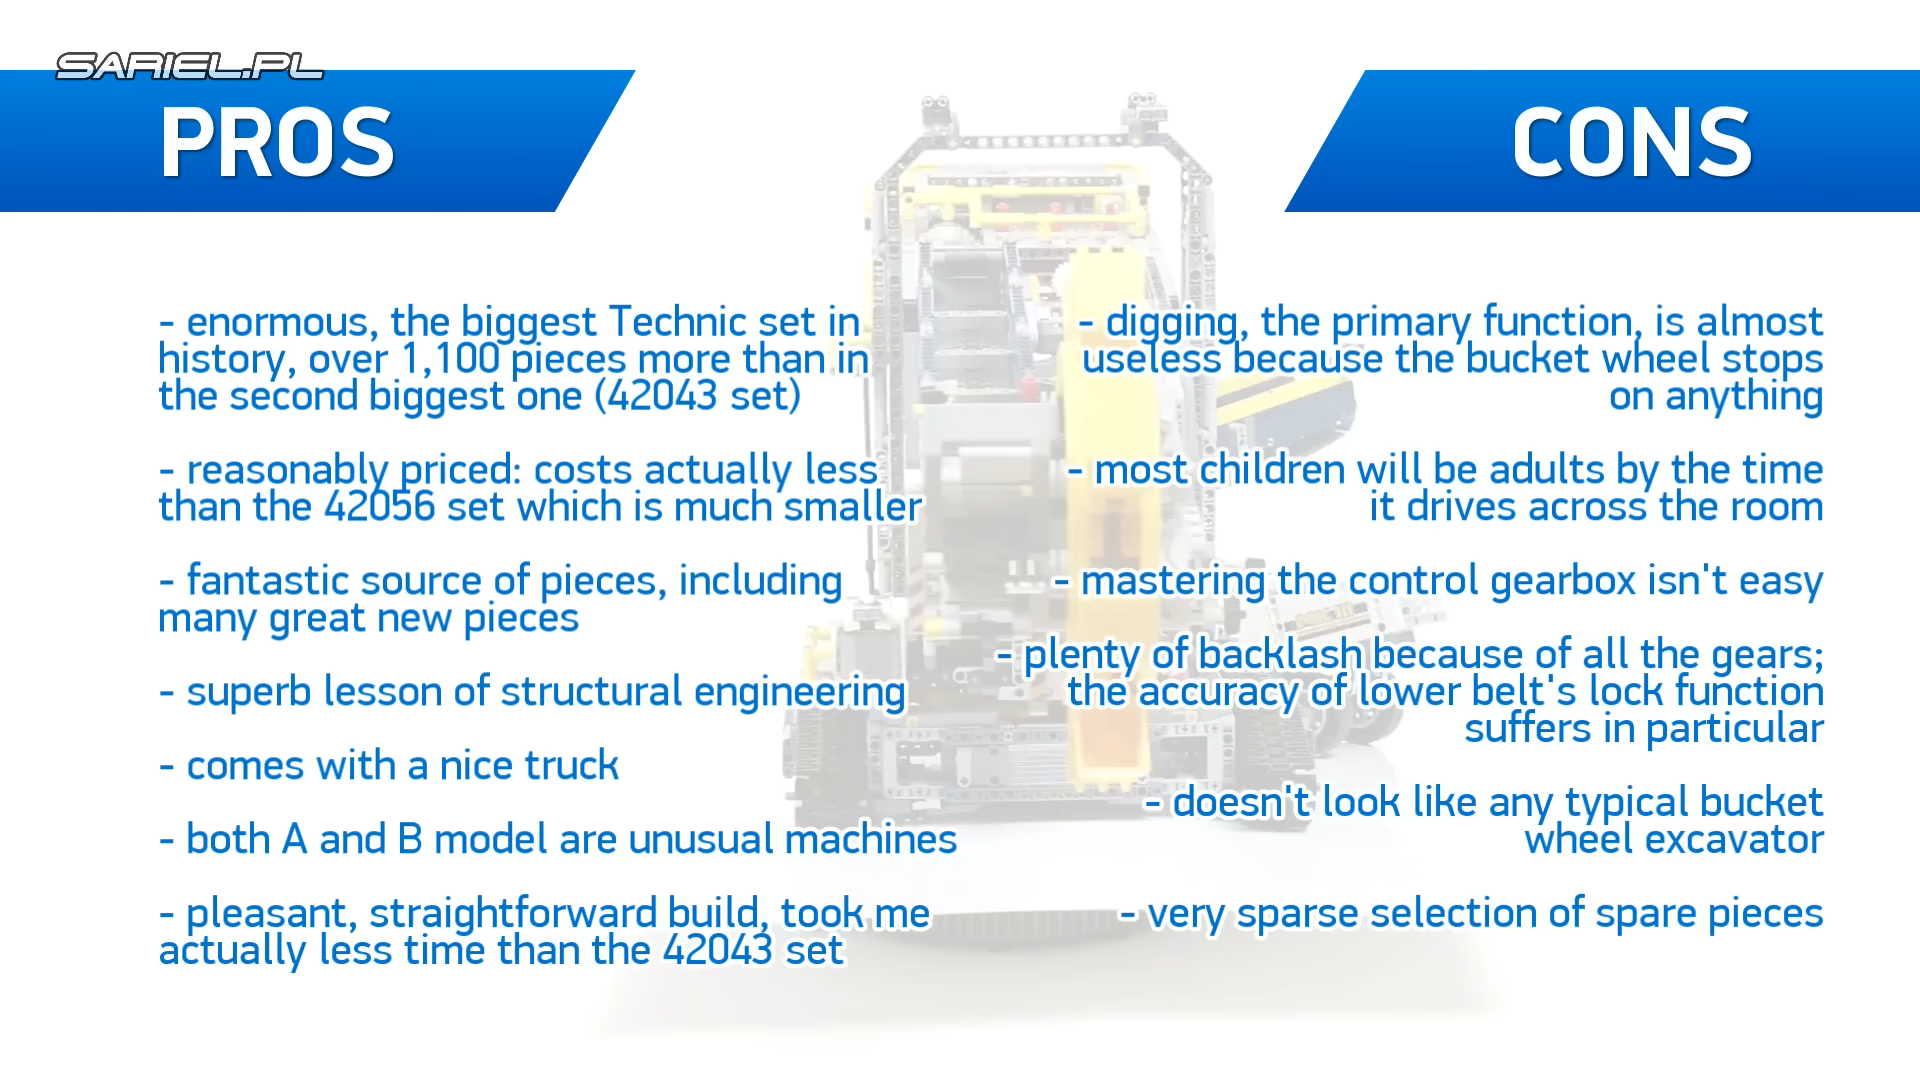 SARIEL.PL
PROS
- enormous, the biggest Technic set in
history, over 1,100 pieces more than in
the second biggest one (42043 set)
- reasonably priced: costs actually less
than the 42056 set which is much smaller
- fantastic source of pieces, including
many great new pieces
- superb lesson of structural engineering
- comes with a nice truck
- both A and B model are unusual machines
- pleasant, straightforward build, took me
actually less time than the 42043 set
CONS
- digging, the primary function, is almost
useless because the bucket wheel stops
on anything
- most children will be adults by the time
it drives across the room
- mastering the control gearbox isn't easy
- plenty of backlash because of all the gears;
the accuracy of lower belt's lock function
suffers in particular
- doesn't look like any typical bucket
wheel excavator
- very sparse selection of spare pieces